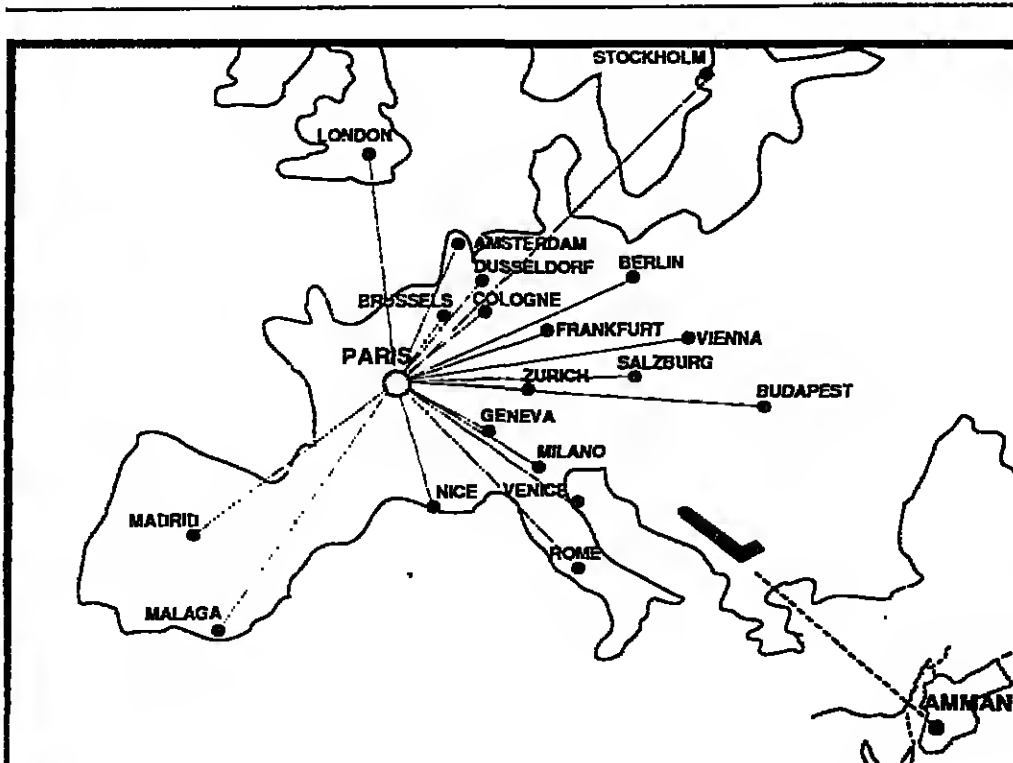 STOCKHOLM
LONDON
AMSTERDAM
DUSSELDORF
BERLIN
BRUSSELS
COLOGNE
FRANKFURT
VIENNA
PARIS
SALZBURG
ZURICH
BUDAPEST
GENEVA
MILANO
NICE
VENICE
MADRID
ROME
MALAGA
AMMAN